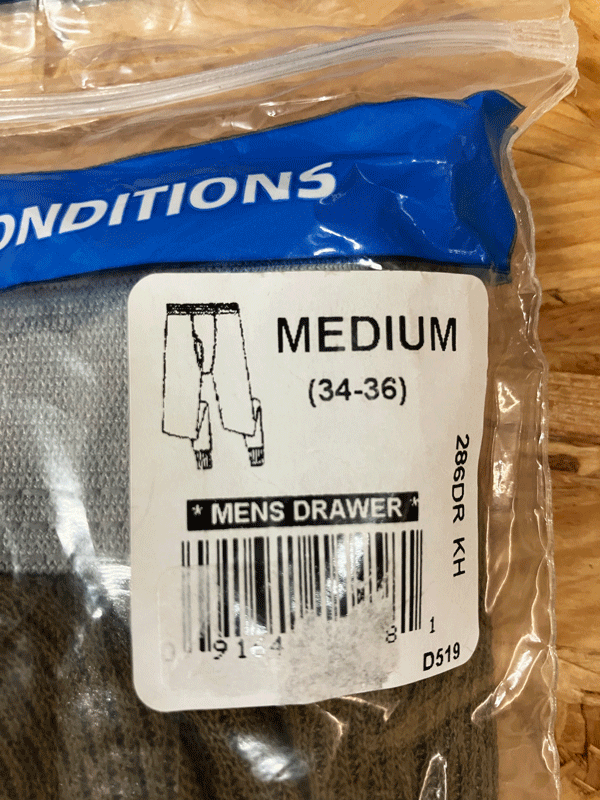 ONDITIONS
MEDIUM
(34-36)
286DR KH
* MENS DRAWER *
D519